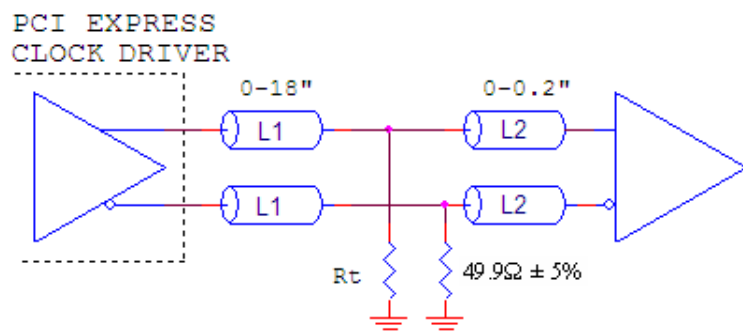 PCI EXPRESS
CLOCK DRIVER
0-18"
0-0.2"
L1
L2
L1
L2
Rt
49.9Ω ± 5%